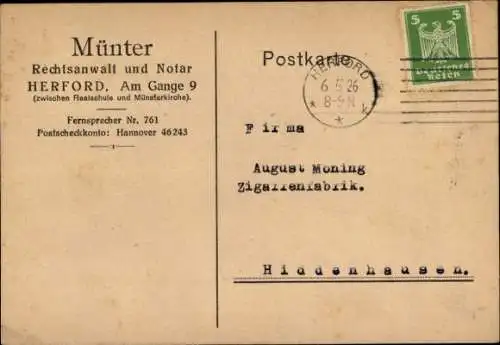 Münter
Rechtsanwalt und Notar
HERFORD, Am Gange 9
(zwischen Realschule und Münsterkirche).
Fernsprecher Nr. 761
Postscheckkonto: Hannover 46243
Postkarte
HERFORD
6.5.26
8-9 N
5 5
Deutsches
Reich
Firma
August Moning
Zigarrenfabrik.
Hiddenhausen.